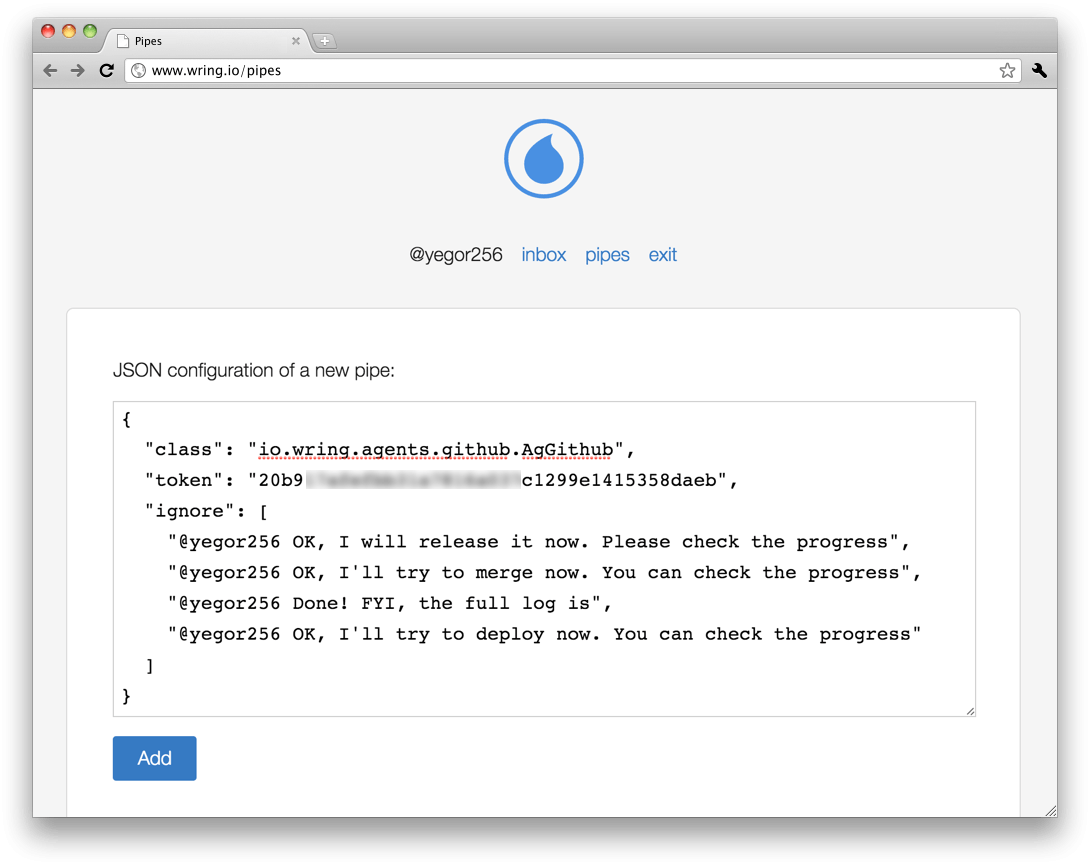 Pipes
www.wring.io/pipes
@yegor256 inbox pipes exit
JSON configuration of a new pipe:
{
"class": "io.wring.agents.github.AgGithub",
"token": "20b9 c1299e1415358daeb",
"ignore": [
"@yegor256 OK, I will release it now. Please check the progress",
"@yegor256 OK, I'll try to merge now. You can check the progress",
"@yegor256 Done! FYI, the full log is",
"@yegor256 OK, I'll try to deploy now. You can check the progress"
]
}
Add